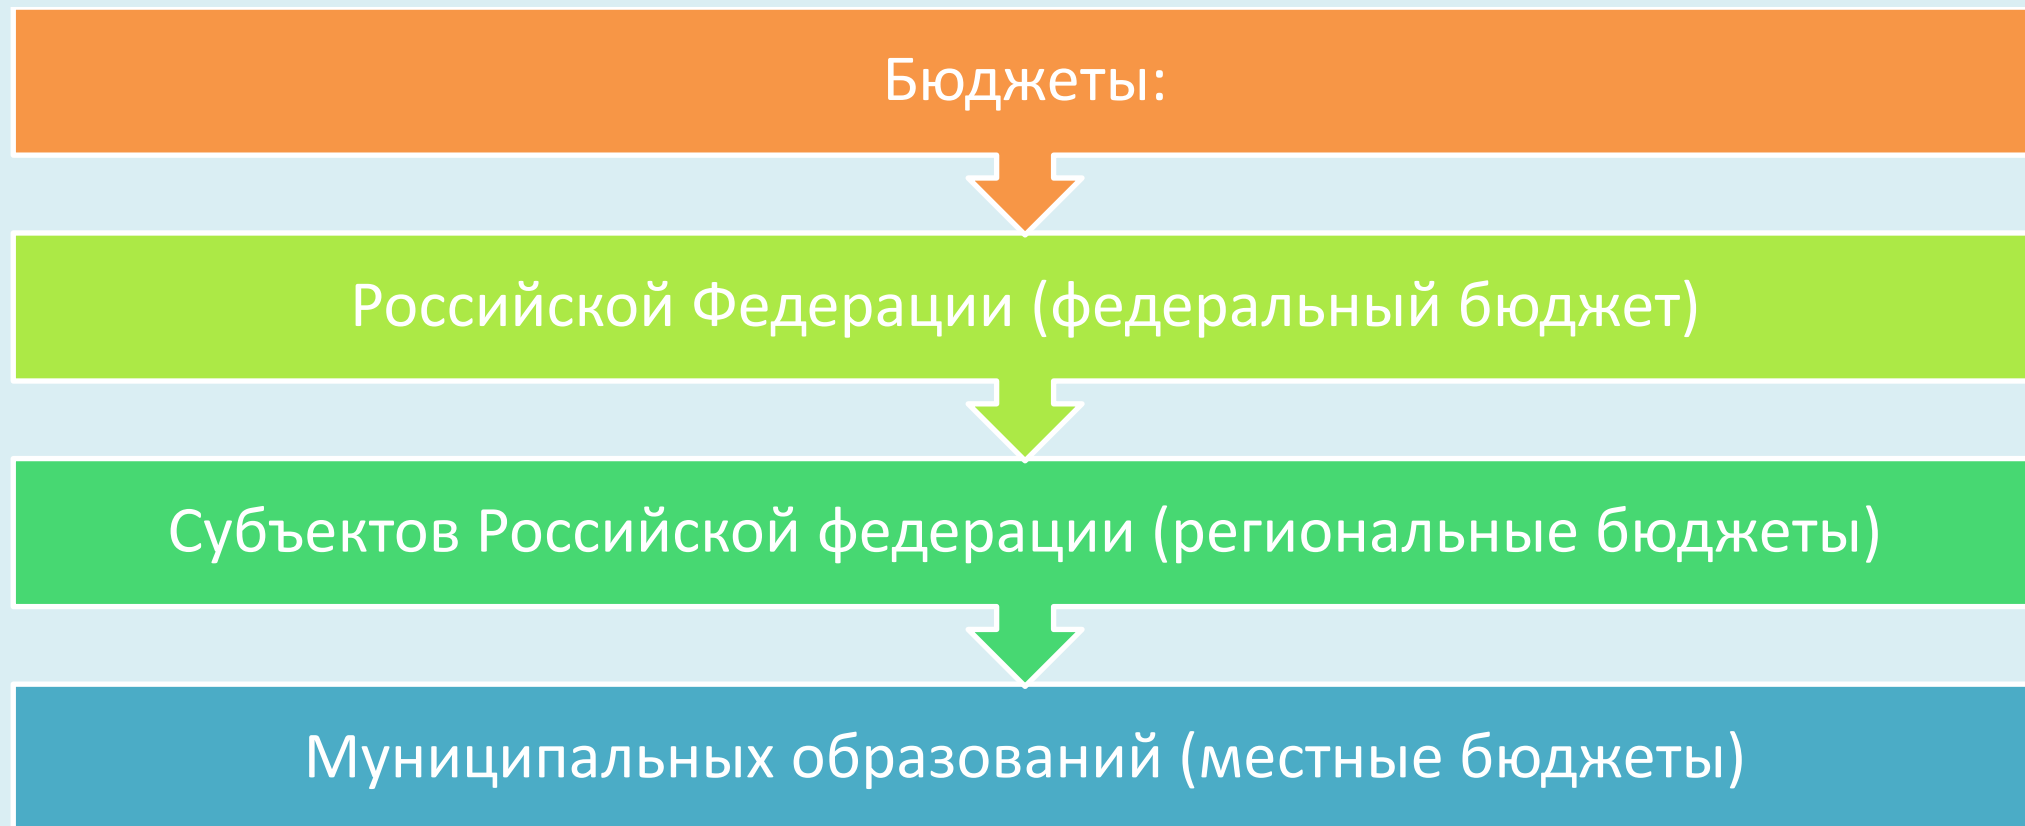 Бюджеты:
Российской Федерации (федеральный бюджет)
Субъектов Российской федерации (региональные бюджеты)
Муниципальных образований (местные бюджеты)